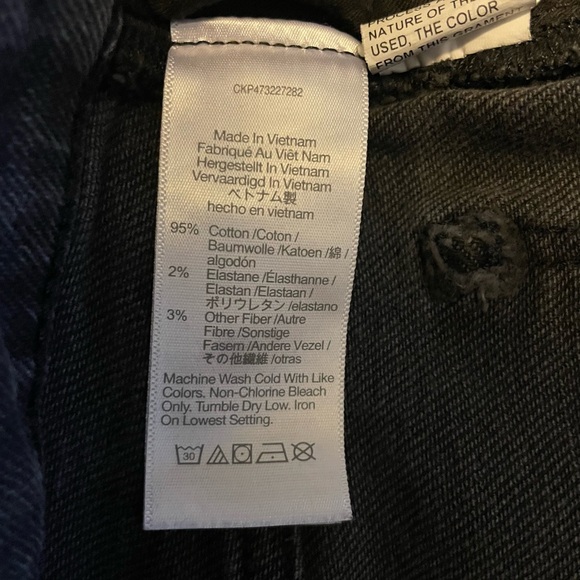 NATURE OF THE
USED, THE COLOR
FROM THIS
CKP473227282
Made In Vietnam
Fabriqué Au Viêt Nam
Hergestellt In Vietnam
Vervaardigd In Vietnam
ベトナム製
hecho en vietnam
95% Cotton /Coton /
Baumwolle /Katoen /綿 /
algodón
2% Elastane /Élasthanne /
Elastan /Elastaan /
ポリウレタン /elastano
3% Other Fiber /Autre
Fibre /Sonstige
Fasern /Andere Vezel /
その他繊維 /otras
Machine Wash Cold With Like
Colors. Non-Chlorine Bleach
Only. Tumble Dry Low. Iron
On Lowest Setting.
30